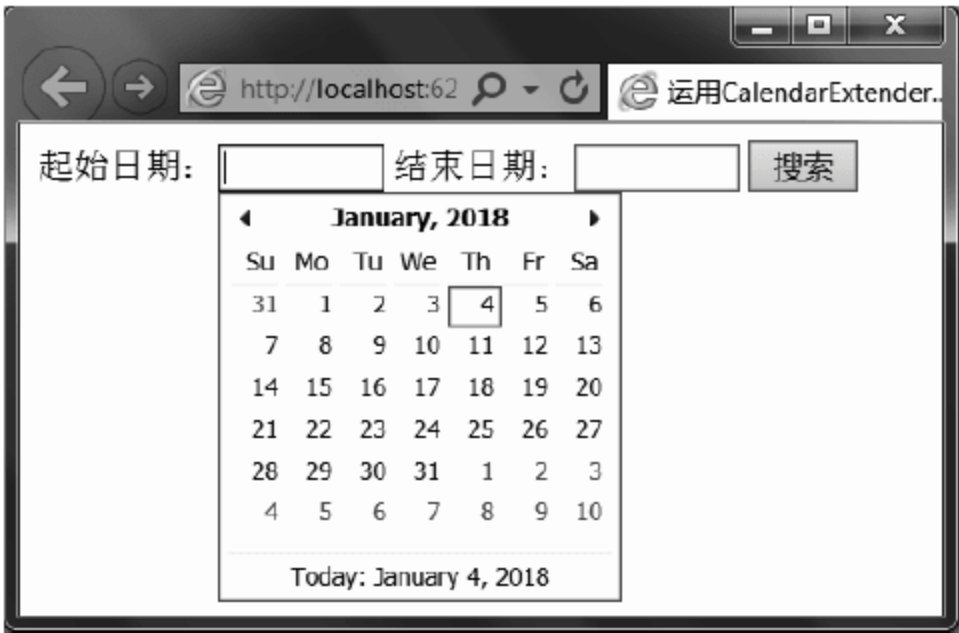 http://localhost:62
运用CalendarExtender..
起始日期： 结束日期： 搜索
January, 2018
Su Mo Tu We Th Fr Sa
31 1 2 3 4 5 6
7 8 9 10 11 12 13
14 15 16 17 18 19 20
21 22 23 24 25 26 27
28 29 30 31 1 2 3
4 5 6 7 8 9 10
Today: January 4, 2018